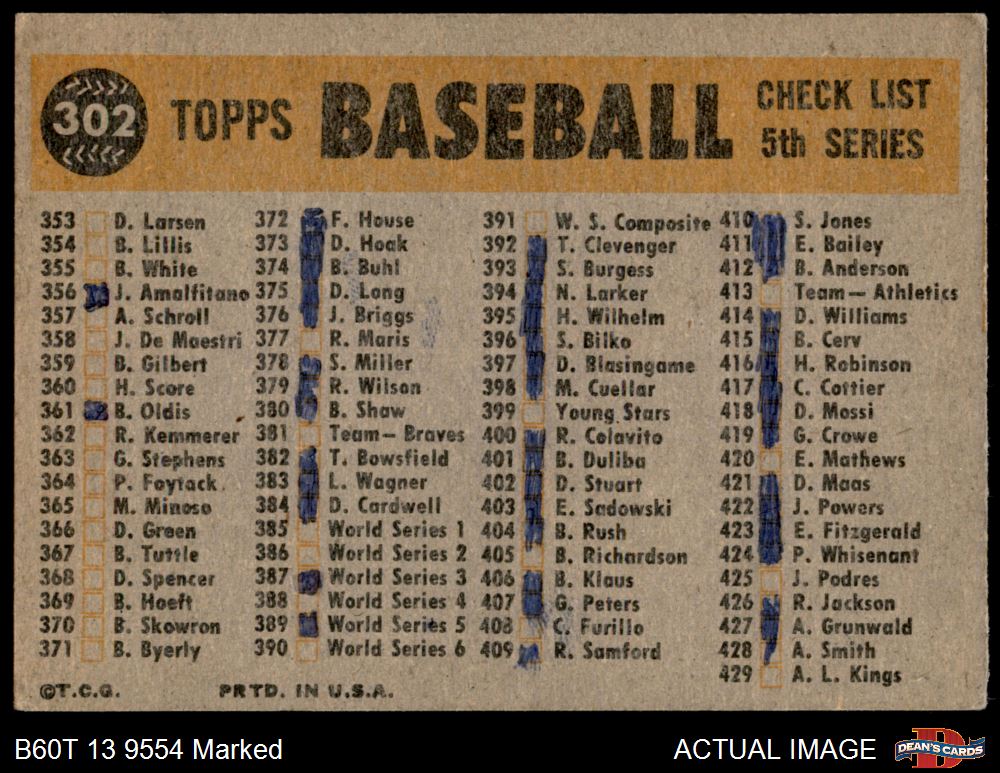 302 TOPPS BASEBALL CHECK LIST
5th SERIES
353 D. Larsen
354 B. Lillis
355 B. White
356 J. Amalfitano
357 A. Schroll
358 J. De Maestri
359 B. Gilbert
360 H. Score
361 B. Oldis
362 R. Kemmerer
363 G. Stephens
364 P. Foytack
365 M. Minoso
366 D. Green
367 B. Tuttle
368 D. Spencer
369 B. Hoeft
370 B. Skowron
371 B. Byerly
372 F. House
373 D. Hoak
374 B. Buhl
375 D. Long
376 J. Briggs
377 R. Maris
378 S. Miller
379 R. Wilson
380 B. Shaw
381 Team— Braves
382 T. Bowsfield
383 L. Wagner
384 D. Cardwell
385 World Series 1
386 World Series 2
387 World Series 3
388 World Series 4
389 World Series 5
390 World Series 6
391 W. S. Composite
392 T. Clevenger
393 S. Burgess
394 N. Larker
395 H. Wilhelm
396 S. Bilko
397 D. Blasingame
398 M. Cuellar
399 Young Stars
400 R. Colavito
401 B. Duliba
402 D. Stuart
403 E. Sadowski
404 B. Rush
405 B. Richardson
406 B. Klaus
407 G. Peters
408 C. Furillo
409 R. Samford
410 S. Jones
411 E. Bailey
412 B. Anderson
413 Team— Athletics
414 D. Williams
415 B. Cerv
416 H. Robinson
417 C. Cottier
418 D. Mossi
419 G. Crowe
420 E. Mathews
421 D. Maas
422 J. Powers
423 E. Fitzgerald
424 P. Whisenant
425 J. Podres
426 R. Jackson
427 A. Grunwald
428 A. Smith
429 A. L. Kings
©T.C.G. PRTD. IN U.S.A.
B60T 13 9554 Marked
ACTUAL IMAGE
DEAN'S CARDS